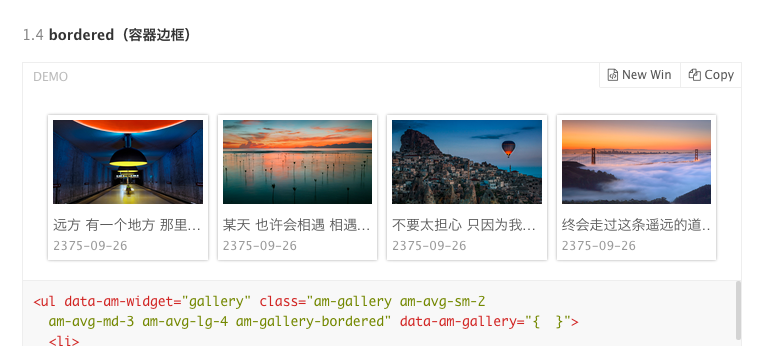 1.4 bordered（容器边框）
DEMO
New Win
Copy
远方 有一个地方 那里...
2375-09-26
某天 也许会相遇 相遇...
2375-09-26
不要太担心 只因为我...
2375-09-26
终会走过这条遥远的道...
2375-09-26
<ul data-am-widget="gallery" class="am-gallery am-avg-sm-2
am-avg-md-3 am-avg-lg-4 am-gallery-bordered" data-am-gallery="{  }">
<li>